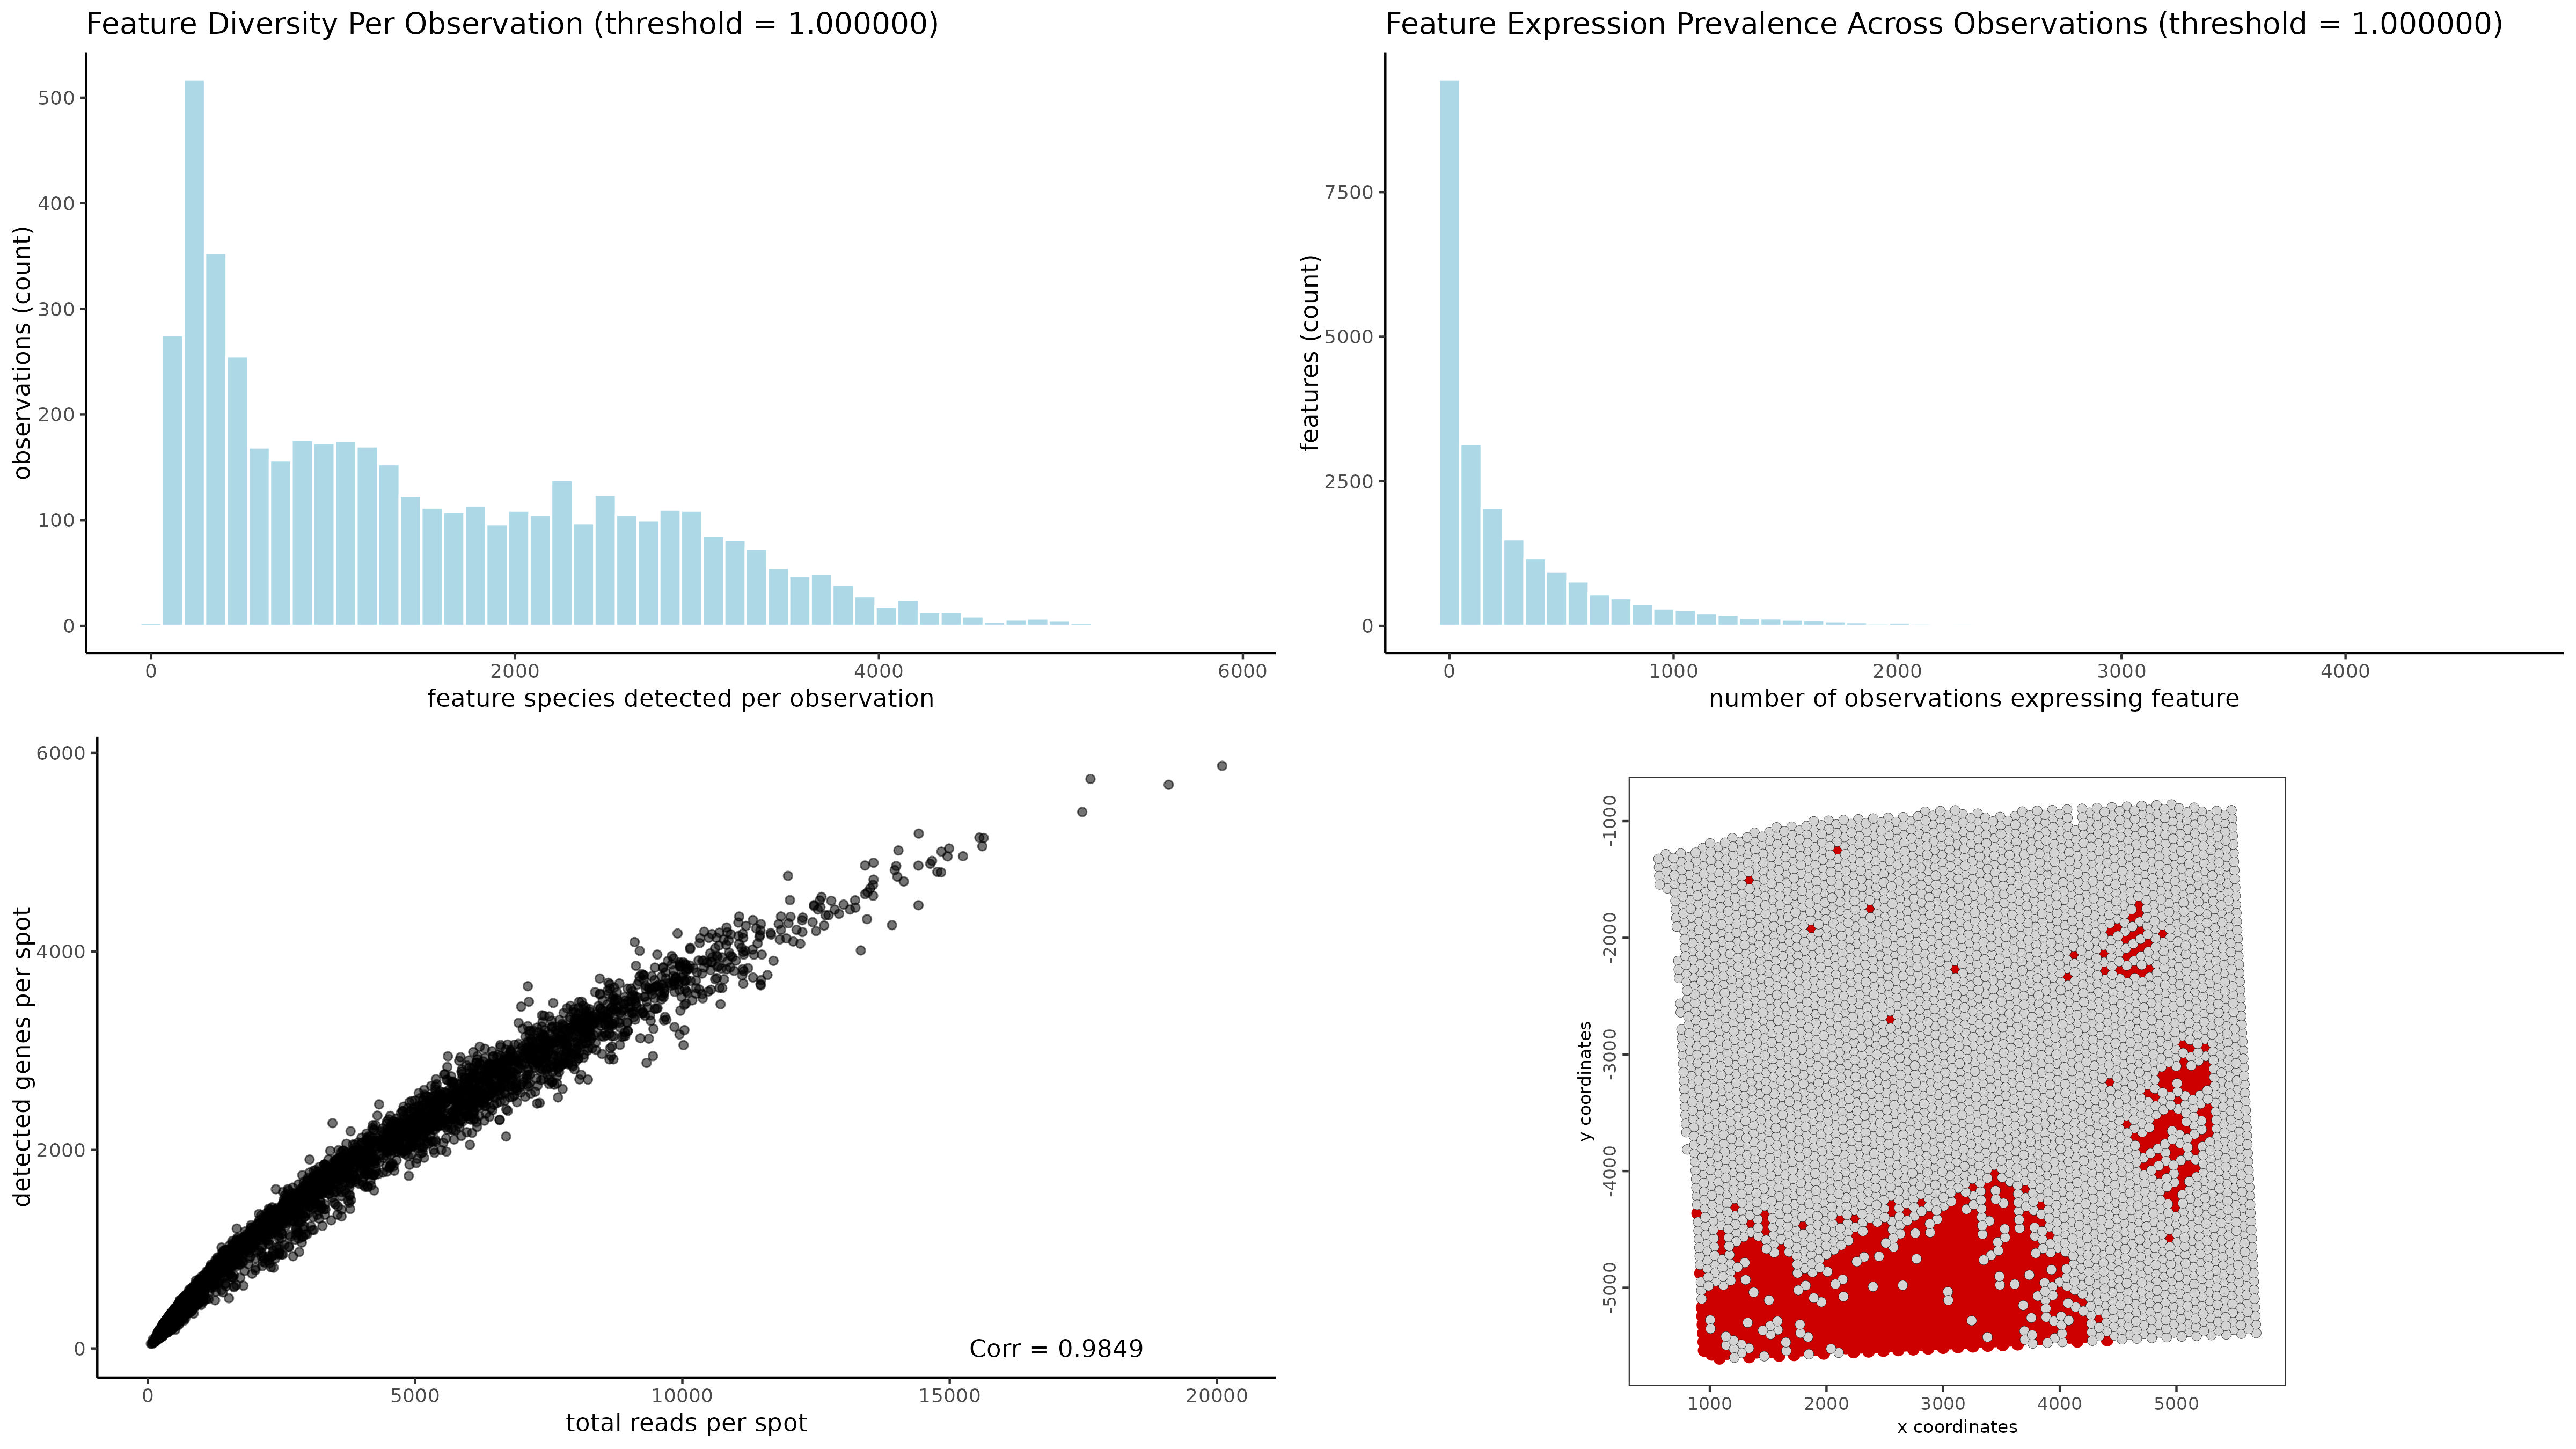 Feature Diversity Per Observation (threshold = 1.000000)
observations (count)
500
400
300
200
100
0
0 2000 4000 6000
feature species detected per observation
Feature Expression Prevalence Across Observations (threshold = 1.000000)
features (count)
7500
5000
2500
0
0 1000 2000 3000 4000
number of observations expressing feature
detected genes per spot
6000
4000
2000
0
Corr = 0.9849
0 5000 10000 15000 20000
total reads per spot
y coordinates
-1000
-2000
-3000
-4000
-5000
1000 2000 3000 4000 5000
x coordinates